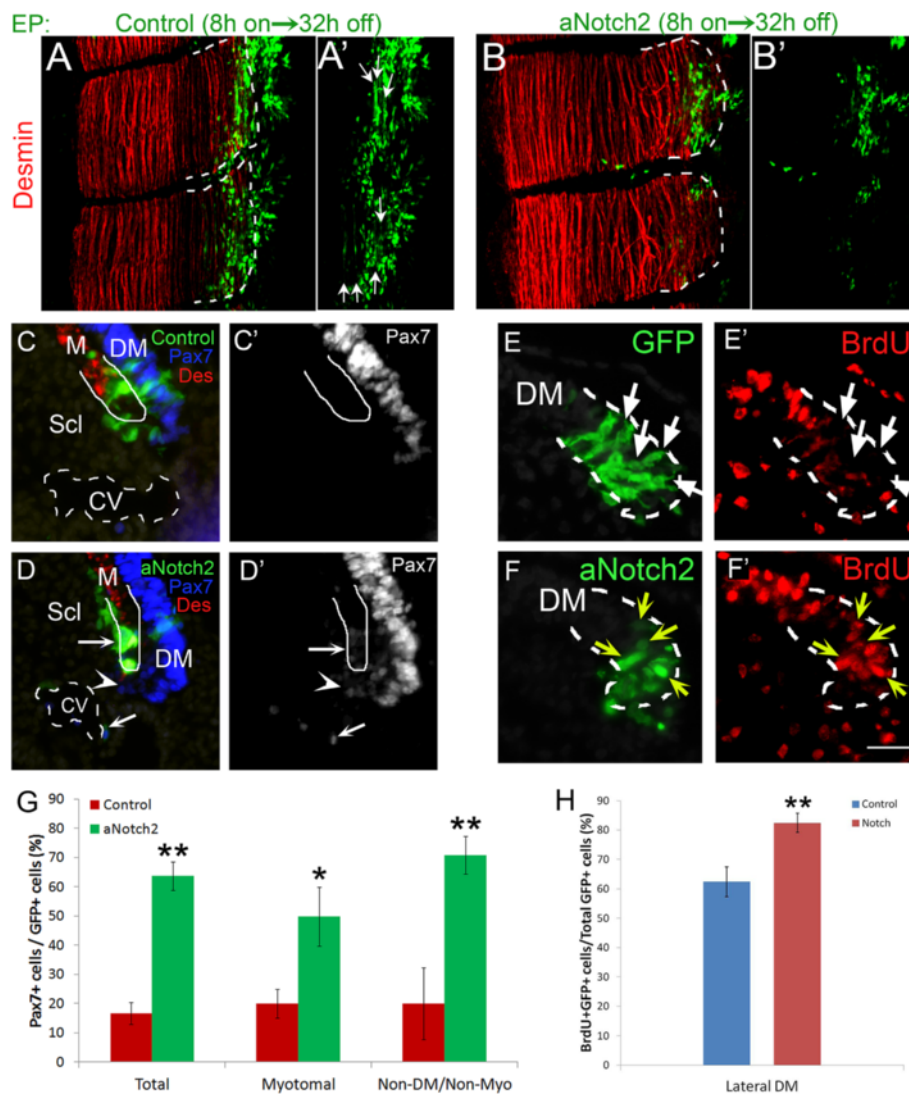 EP: Control (8h on→32h off) aNotch2 (8h on→32h off)
A A' B B'
Desmin
C Control Pax7 Des M DM Scl CV
C' Pax7
E GFP DM
E' BrdU
D aNotch2 Pax7 Des M Scl DM CV
D' Pax7
F aNotch2 DM
F' BrdU
G
Control
aNotch2
Pax7+ cells / GFP+ cells (%)
90
80
70
60
50
40
30
20
10
0
** * **
Total Myotomal Non-DM/Non-Myo
H
Control
Notch
BrdU+GFP+ cells/Total GFP+ cells (%)
90
80
70
60
50
40
30
20
10
0
**
Lateral DM